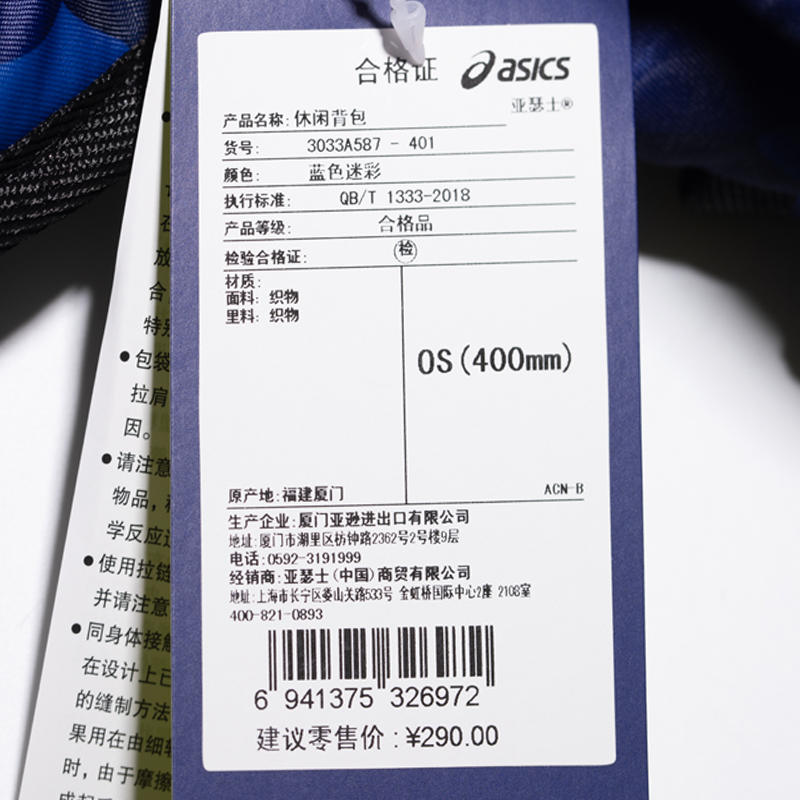 合格证 asics
亚瑟士®
产品名称: 休闲背包
货号: 3033A587 - 401
颜色: 蓝色迷彩
执行标准: QB/T 1333-2018
产品等级: 合格品
检验合格证: 检
材质:
面料: 织物
里料: 织物
OS(400mm)
原产地: 福建厦门 ACN-B
生产企业: 厦门亚逊进出口有限公司
地址: 厦门市湖里区枋钟路2362号2号楼9层
电话: 0592-3191999
经销商: 亚瑟士(中国)商贸有限公司
地址: 上海市长宁区娄山关路533号 金虹桥国际中心2座 2108室
400-821-0893
6 941375 326972
建议零售价: ¥290.00
放
合
特别
●包袋
拉肩
因。
●请注意
物品,
学反应
●使用拉链
并请注意
●同身体接触
在设计上已
的缝制方法
果用在由细
时,由于摩擦